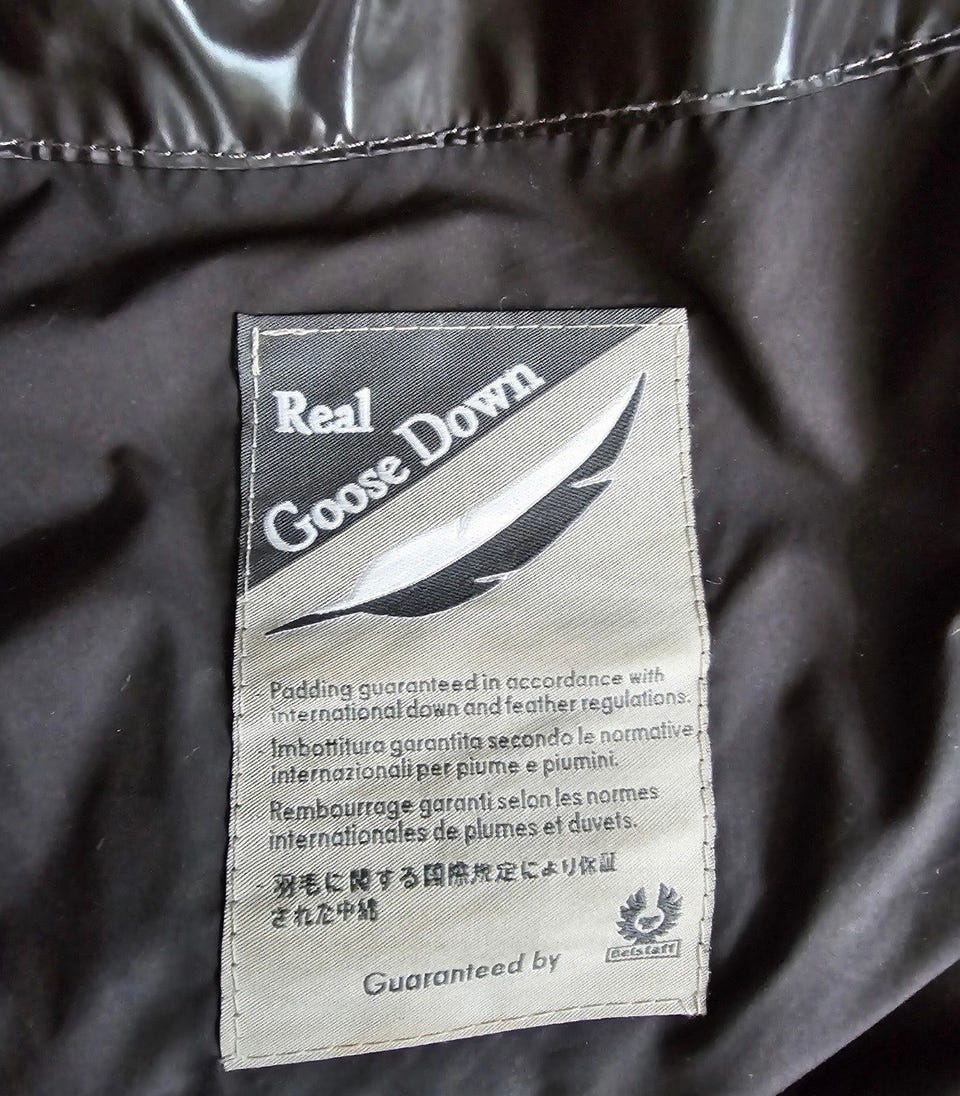 Real
Goose Down
- Padding guaranteed in accordance with
international down and feather regulations.
- Imbottitura garantita secondo le normative
internazionali per piume e piumini.
- Rembourrage garanti selon les normes
internationales de plumes et duvets.
- 羽毛に関する国際規定により保証
された中綿
Guaranteed by
Belstaff